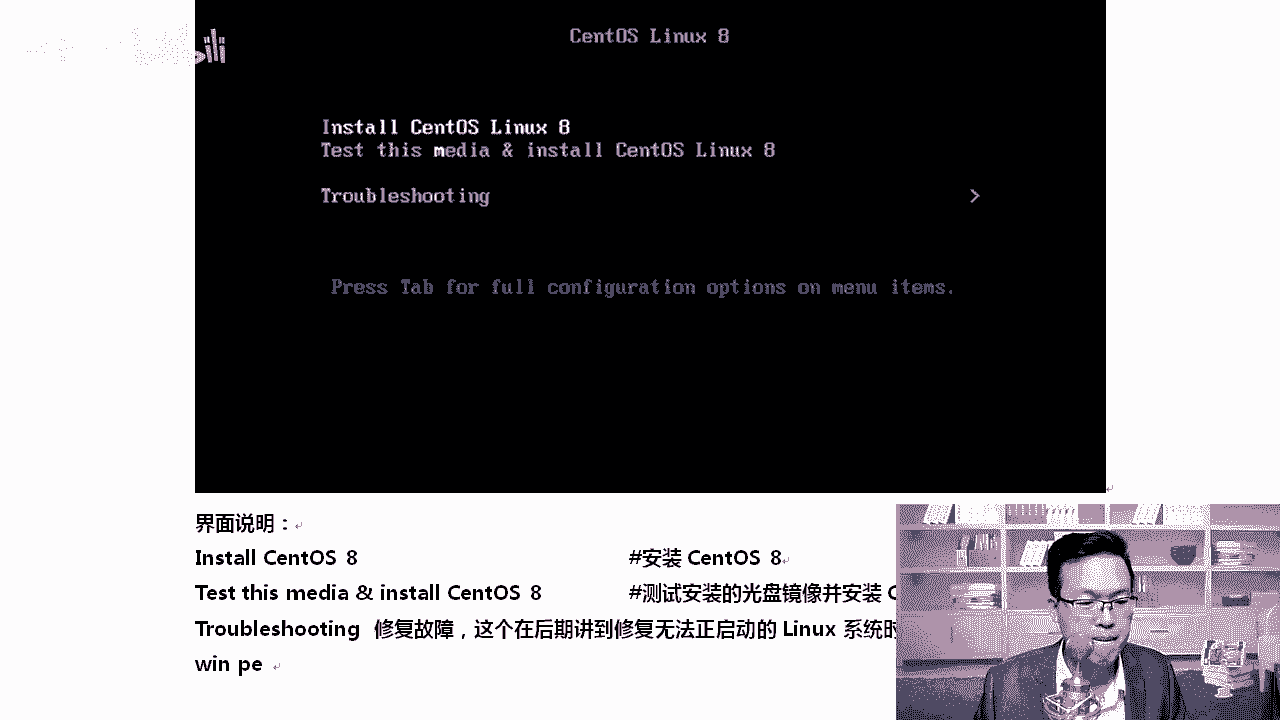 CentOS Linux 8
Install CentOS Linux 8
Test this media & install CentOS Linux 8
Troubleshooting >
Press Tab for full configuration options on menu items.
界面说明：
Install CentOS 8 #安装 CentOS 8
Test this media & install CentOS 8 #测试安装的光盘镜像并安装
Troubleshooting 修复故障，这个在后期讲到修复无法正启动的 Linux 系统时
win pe